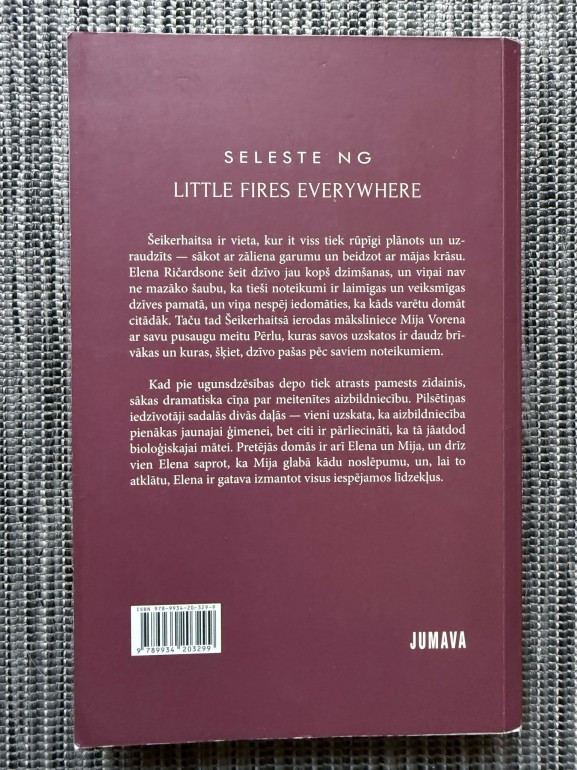 SELESTE NG
LITTLE FIRES EVERYWHERE
Šeikerhaitsa ir vieta, kur it viss tiek rūpīgi plānots un uz-
raudzīts — sākot ar zāliena garumu un beidzot ar mājas krāsu.
Elena Ričardsone šeit dzīvo jau kopš dzimšanas, un viņai nav
ne mazāko šaubu, ka tieši noteikumi ir laimīgas un veiksmīgas
dzīves pamatā, un viņa nespēj iedomāties, ka kāds varētu domāt
citādāk. Taču tad Šeikerhaitsā ierodas māksliniece Mija Vorena
ar savu pusaugu meitu Pērlu, kuras savos uzskatos ir daudz brī-
vākas un kuras, šķiet, dzīvo pašas pēc saviem noteikumiem.
Kad pie ugunsdzēsības depo tiek atrasts pamests zīdainis,
sākas dramatiska cīņa par meitenītes aizbildniecību. Pilsētiņas
iedzīvotāji sadalās divās daļās — vieni uzskata, ka aizbildniecība
pienākas jaunajai ģimenei, bet citi ir pārliecināti, ka tā jāatdod
bioloģiskajai mātei. Pretējās domās ir arī Elena un Mija, un drīz
vien Elena saprot, ka Mija glabā kādu noslēpumu, un, lai to
atklātu, Elena ir gatava izmantot visus iespējamos līdzekļus.
ISBN 978-9934-20-329-9
9 789934 203299
JUMAVA